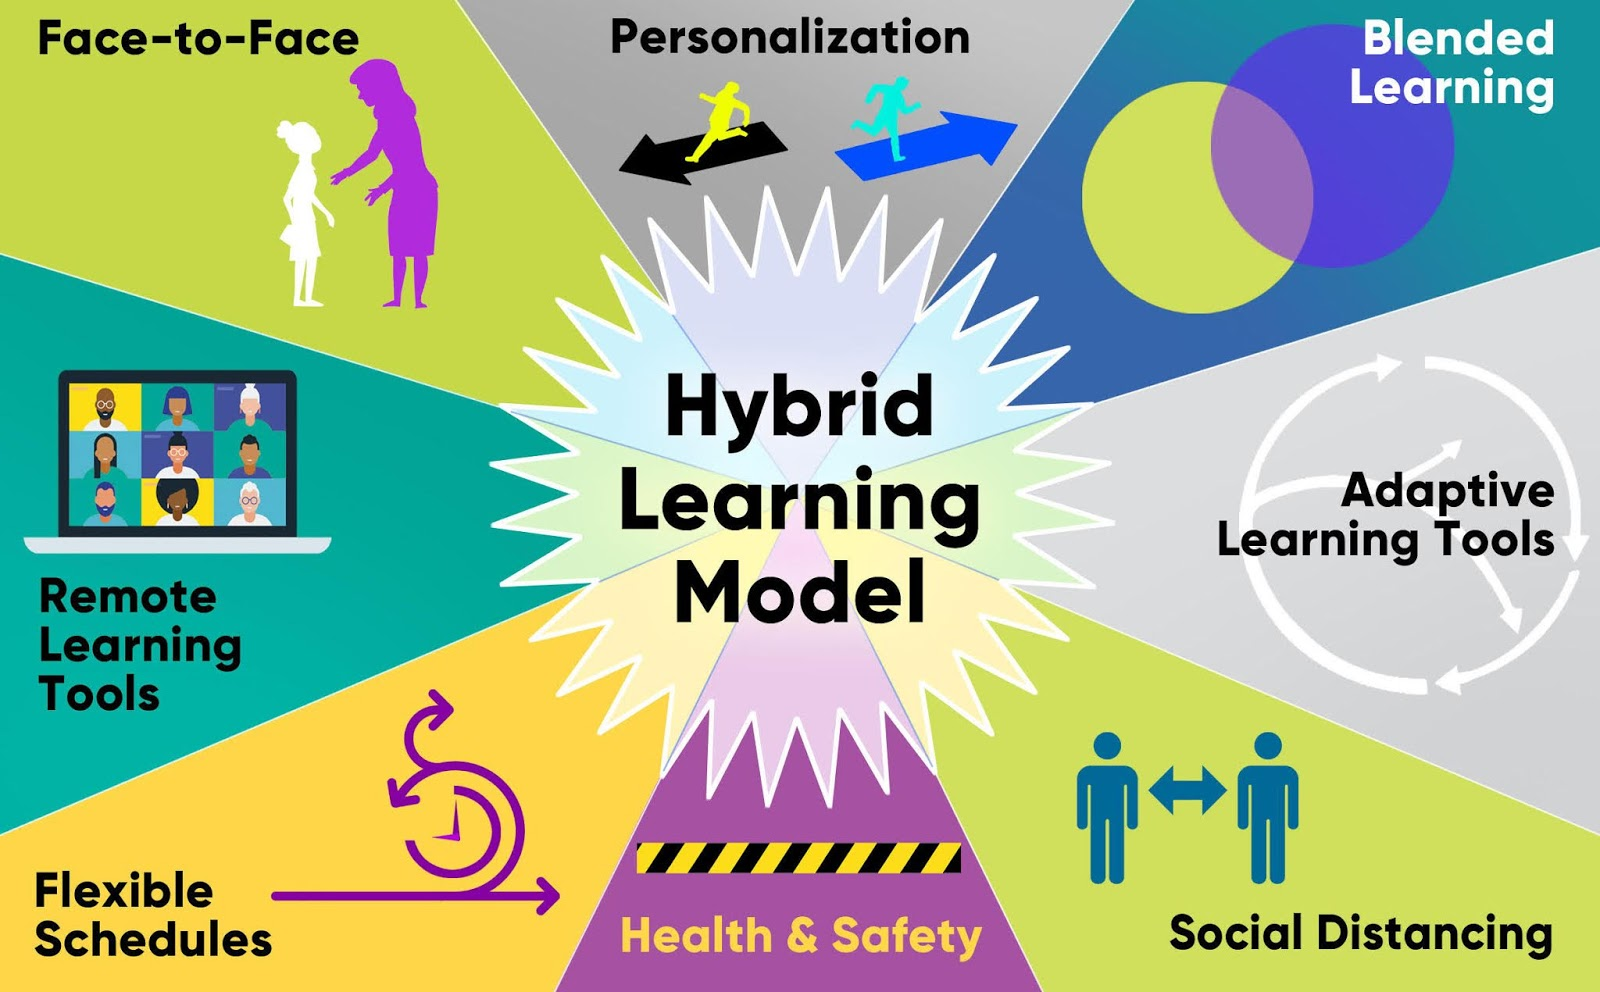 Face-to-Face
Personalization
Blended
Learning
Hybrid
Learning
Model
Adaptive
Learning Tools
Remote
Learning
Tools
Flexible
Schedules
Health & Safety
Social Distancing